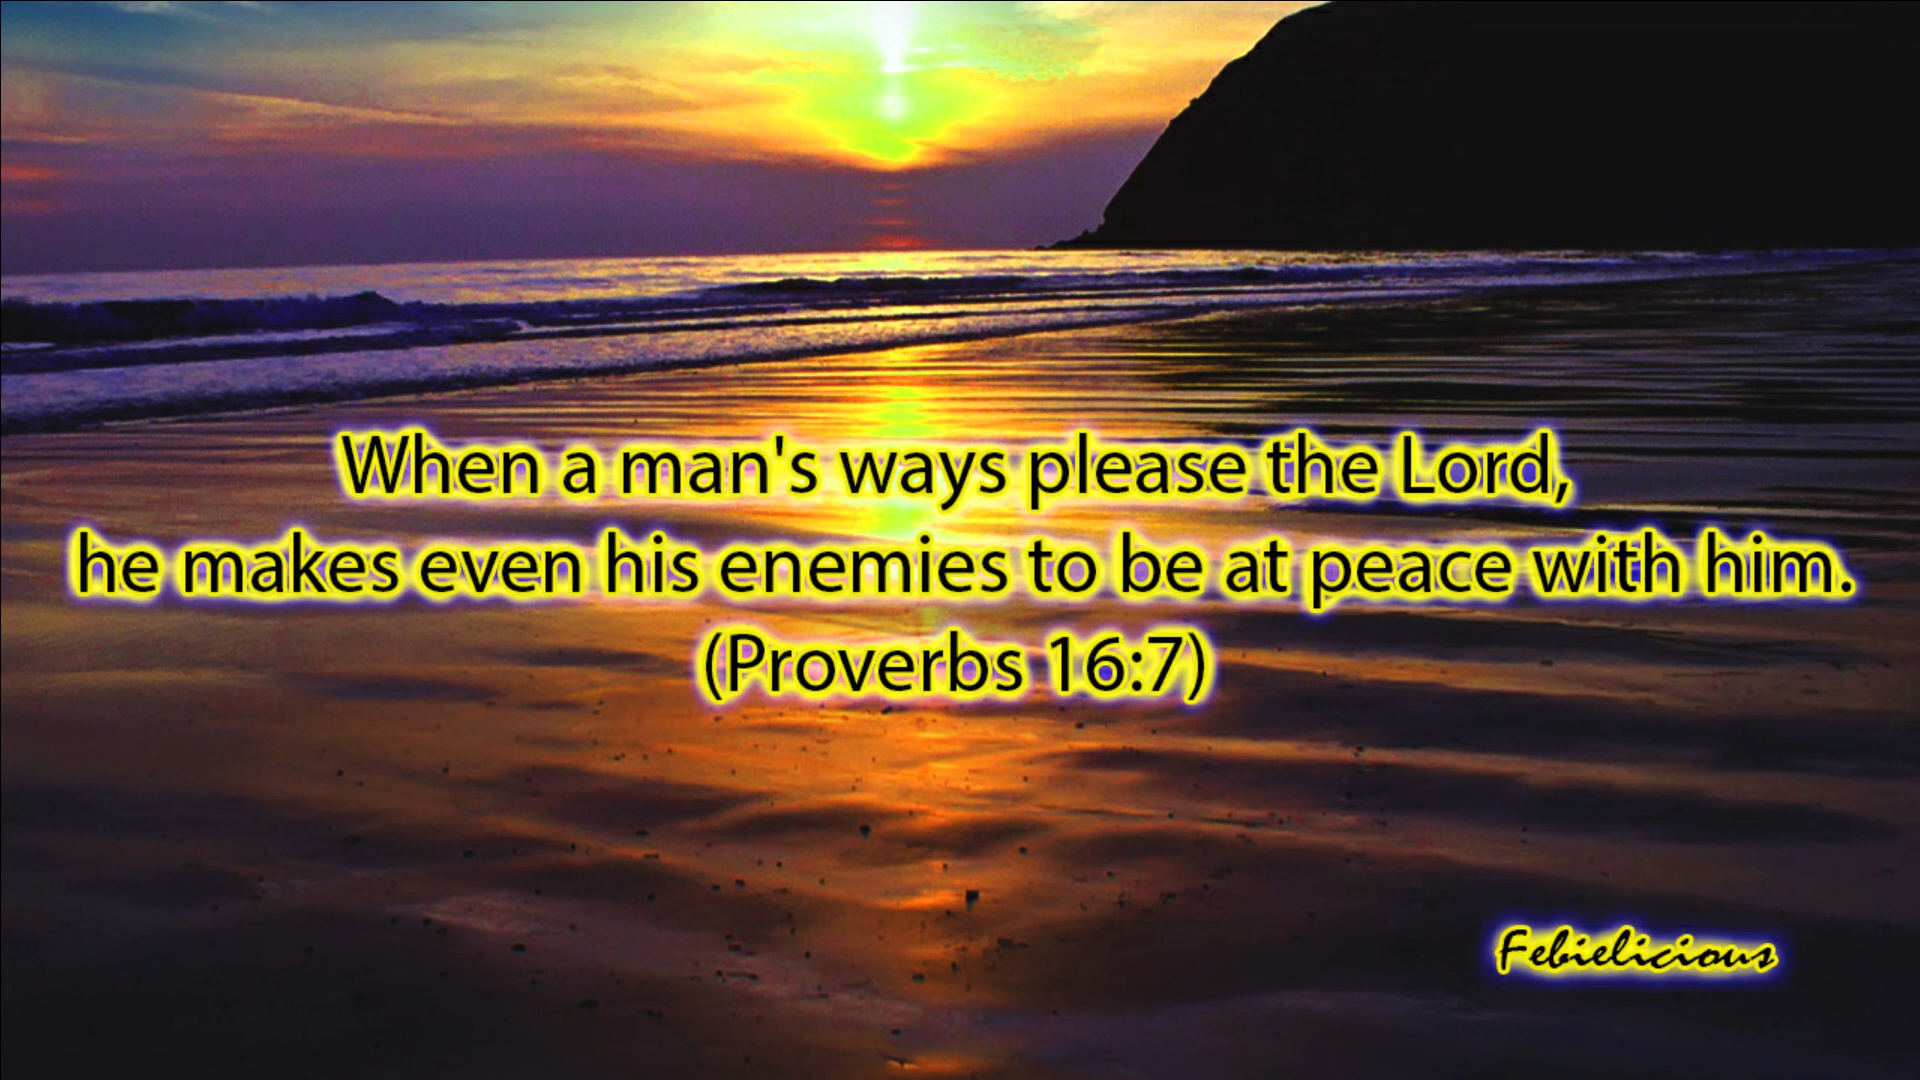 When a man's ways please the Lord,
he makes even his enemies to be at peace with him.
(Proverbs 16:7)
Febielicious